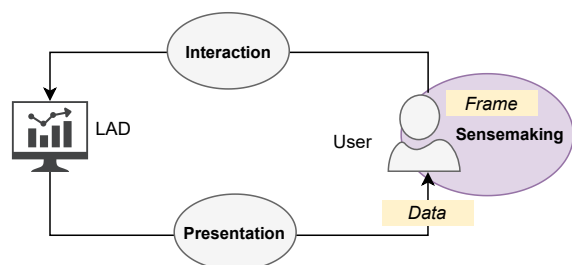 Interaction
Frame
LAD
User
Sensemaking
Data
Presentation